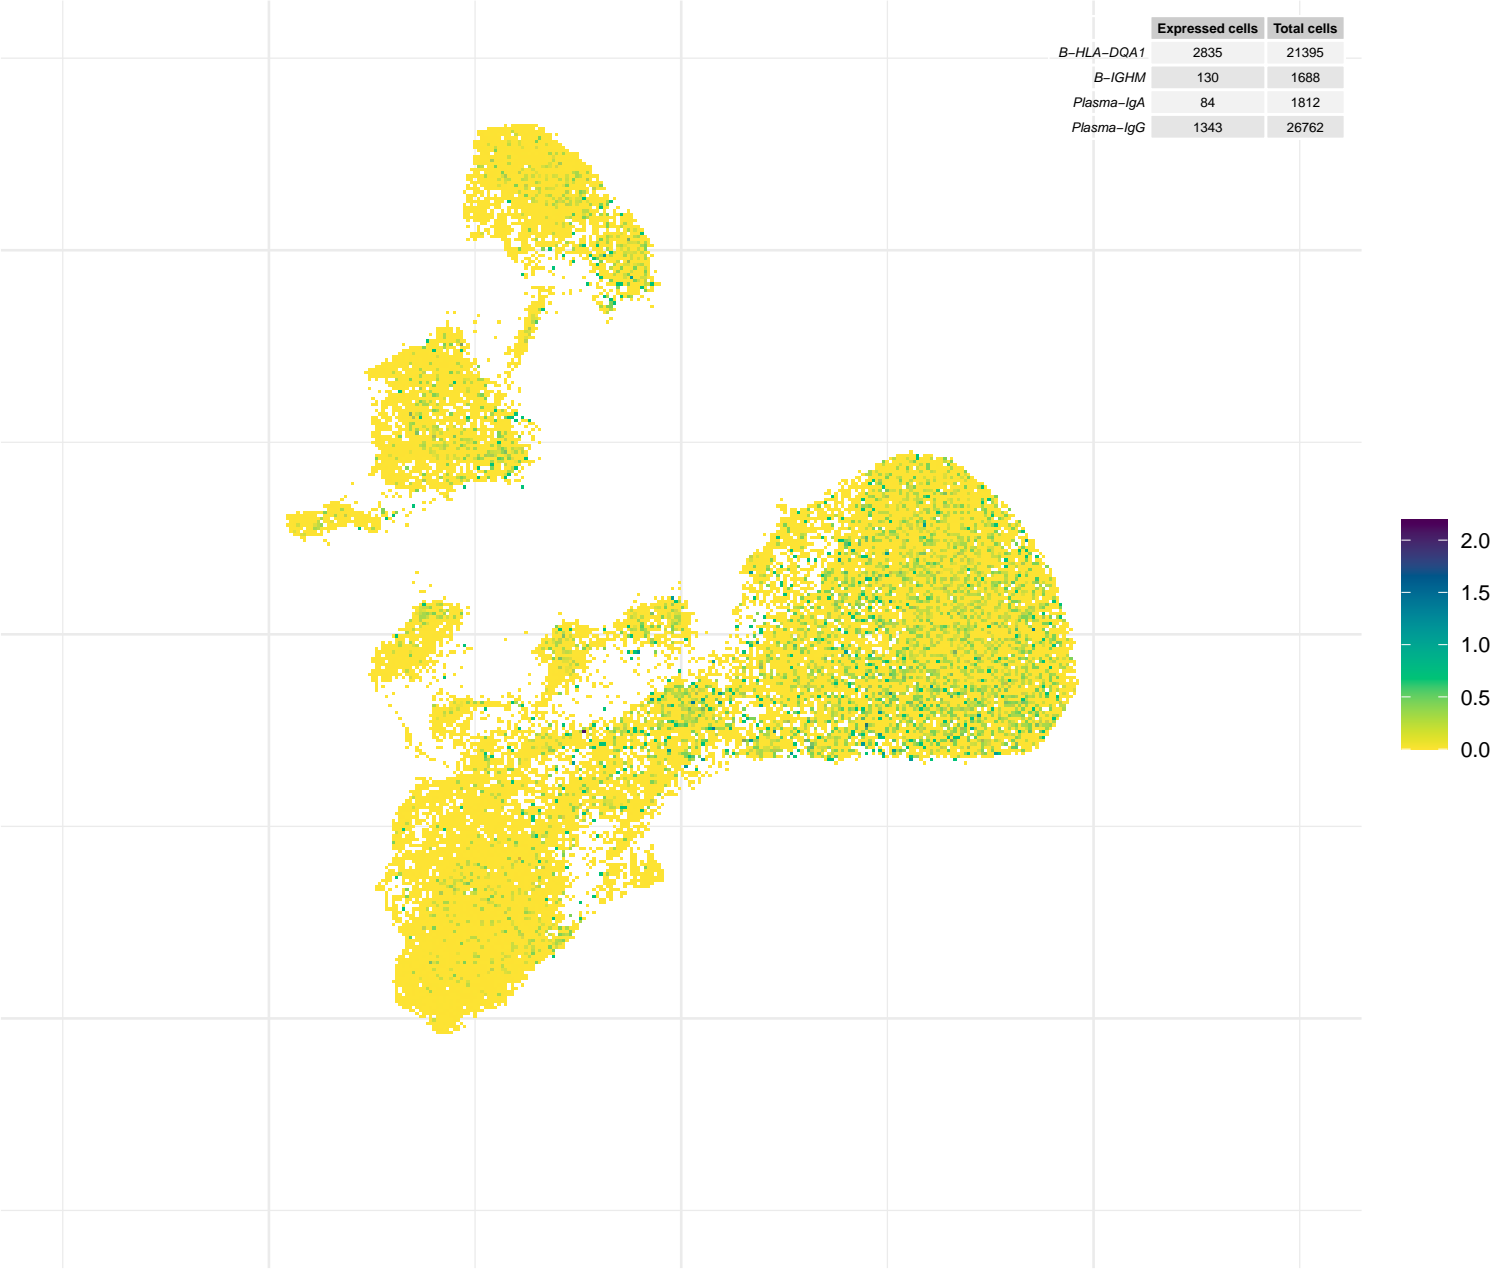 Expressed cells Total cells
B−HLA−DQA1 2835 21395
B−IGHM 130 1688
Plasma−IgA 84 1812
Plasma−IgG 1343 26762
2.0
1.5
1.0
0.5
0.0